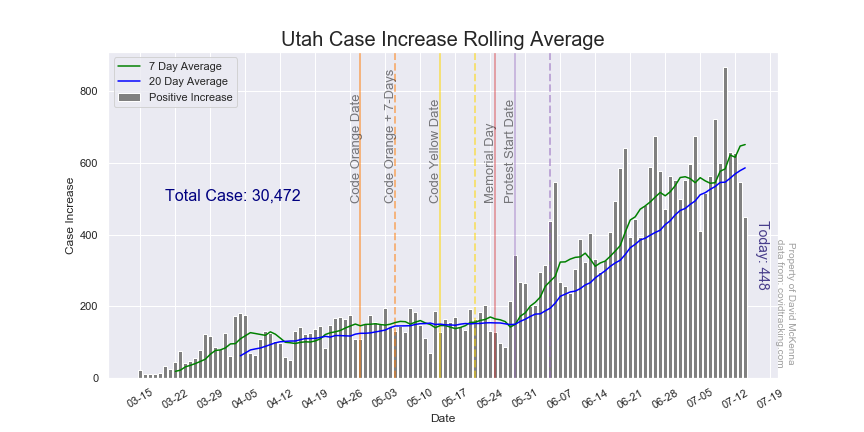 Utah Case Increase Rolling Average
7 Day Average
20 Day Average
Positive Increase
Code Orange Date
Code Orange + 7-Days
Code Yellow Date
Memorial Day
Protest Start Date
Total Case: 30,472
Today: 448
Property of David McKenna
data from: covidtracking.com
Case Increase
800
600
400
200
0
03-15
03-22
03-29
04-05
04-12
04-19
04-26
05-03
05-10
05-17
05-24
05-31
06-07
06-14
06-21
06-28
07-05
07-12
07-19
Date